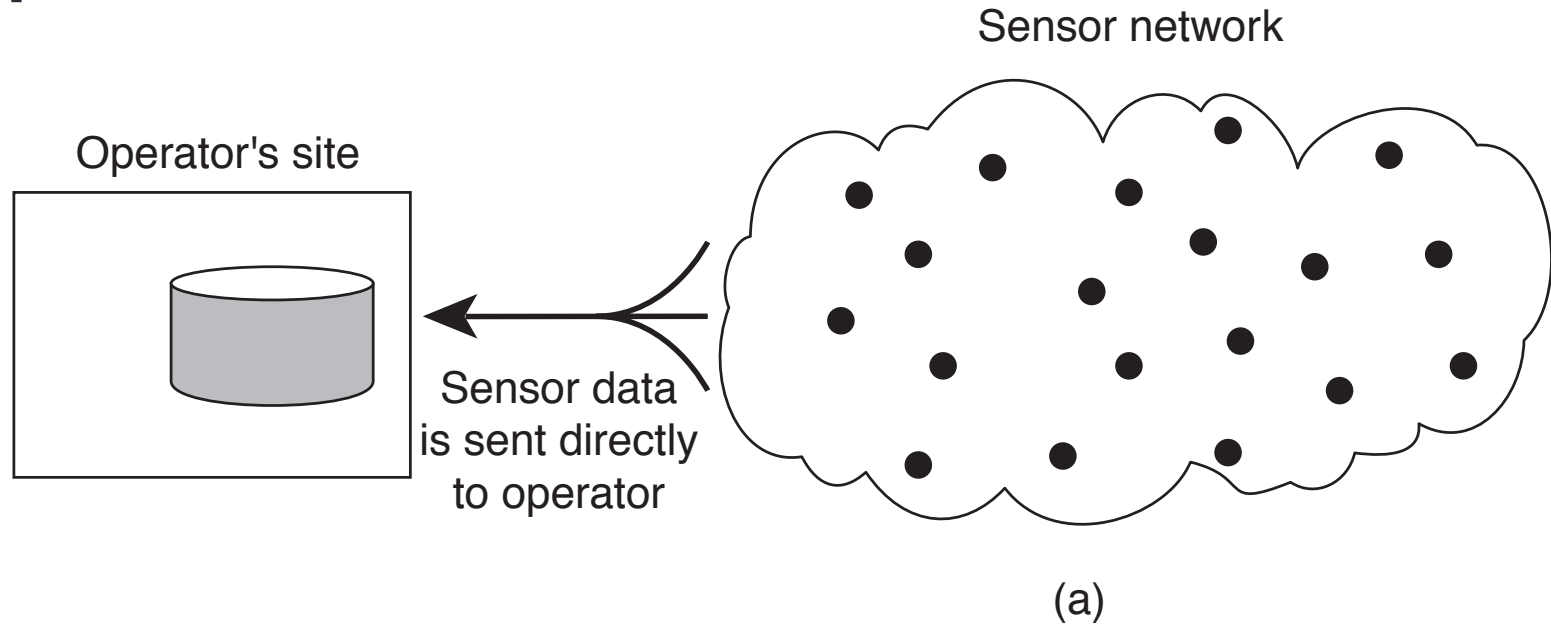 Sensor network
Operator's site
Sensor data
is sent directly
to operator
(a)